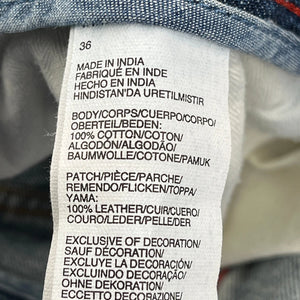 36
MADE IN INDIA
FABRIQUÉ EN INDE
HECHO EN INDIA
HINDISTAN'DA URETILMISTIR
BODY/CORPS/CUERPO/CORPO/
OBERTEIL/BEDEN:
100% COTTON/COTON/
ALGODÓN/ALGODÃO/
BAUMWOLLE/COTONE/PAMUK
PATCH/PIÈCE/PARCHE/
REMENDO/FLICKEN/TOPPA/
YAMA:
100% LEATHER/CUIR/CUERO/
COURO/LEDER/PELLE/DER
EXCLUSIVE OF DECORATION/
SAUF DÉCORATION/
EXCLUYE LA DECORACIÓN/
EXCLUINDO DECORAÇÃO/
OHNE DEKORATION/
ECCETTO DECORAZIONE/